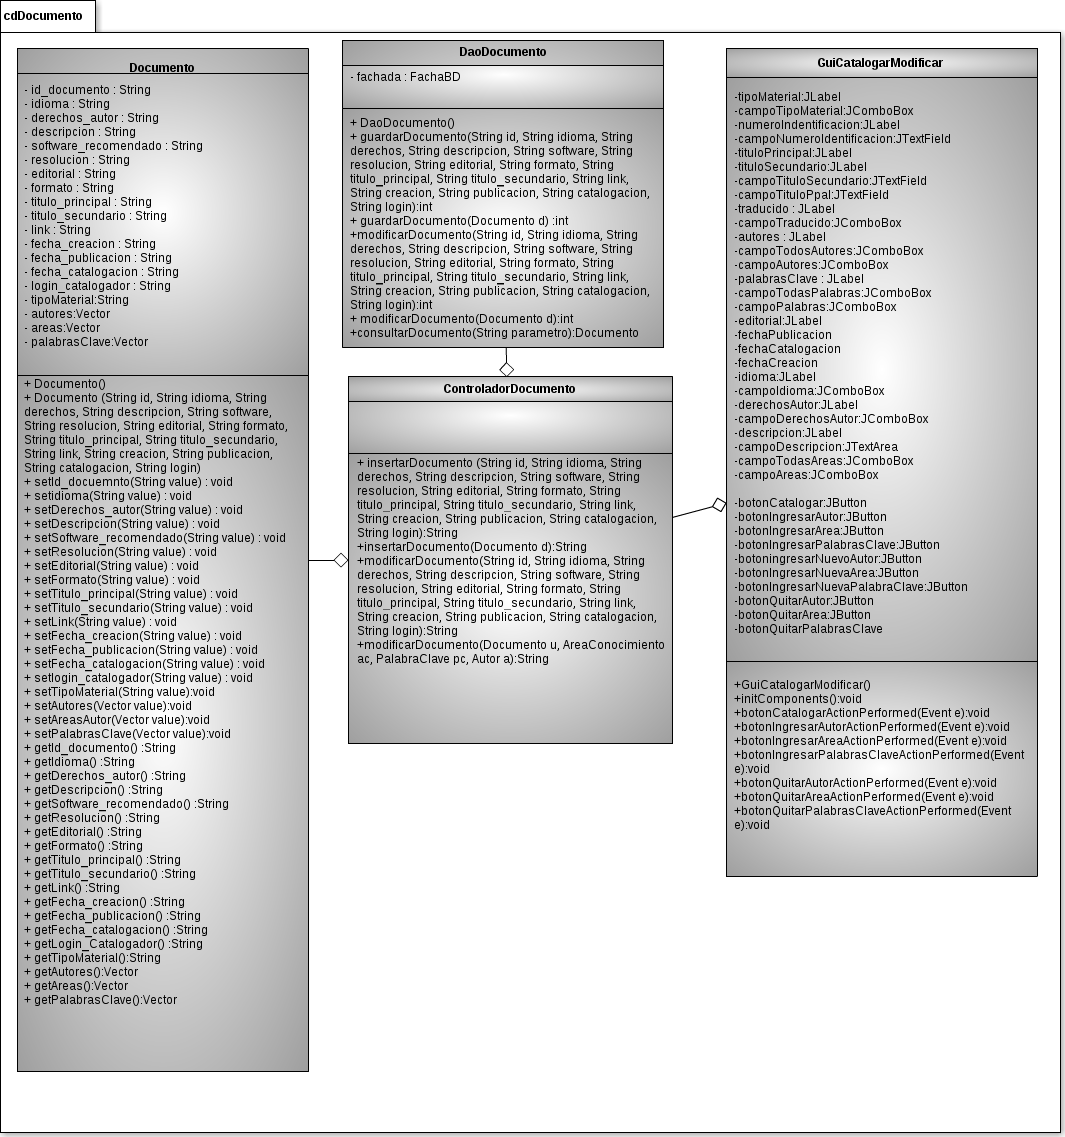 cdDocumento
Documento
- id_documento : String
- idioma : String
- derechos_autor : String
- descripcion : String
- software_recomendado : String
- resolucion : String
- editorial : String
- formato : String
- titulo_principal : String
- titulo_secundario : String
- link : String
- fecha_creacion : String
- fecha_publicacion : String
- fecha_catalogacion : String
- login_catalogador : String
- tipoMaterial:String
- autores:Vector
- areas:Vector
- palabrasClave:Vector
+ Documento()
+ Documento (String id, String idioma, String
derechos, String descripcion, String software,
String resolucion, String editorial, String formato,
String titulo_principal, String titulo_secundario,
String link, String creacion, String publicacion,
String catalogacion, String login)
+ setId_docuemnto(String value) : void
+ setidioma(String value) : void
+ setDerechos_autor(String value) : void
+ setDescripcion(String value) : void
+ setSoftware_recomendado(String value) : void
+ setResolucion(String value) : void
+ setEditorial(String value) : void
+ setFormato(String value) : void
+ setTitulo_principal(String value) : void
+ setTitulo_secundario(String value) : void
+ setLink(String value) : void
+ setFecha_creacion(String value) : void
+ setFecha_publicacion(String value) : void
+ setFecha_catalogacion(String value) : void
+ setlogin_catalogador(String value) : void
+ setTipoMaterial(String value):void
+ setAutores(Vector value):void
+ setAreasAutor(Vector value):void
+ setPalabrasClave(Vector value):void
+ getId_documento() :String
+ getIdioma() :String
+ getDerechos_autor() :String
+ getDescripcion() :String
+ getSoftware_recomendado() :String
+ getResolucion() :String
+ getEditorial() :String
+ getFormato() :String
+ getTitulo_principal() :String
+ getTitulo_secundario() :String
+ getLink() :String
+ getFecha_creacion() :String
+ getFecha_publicacion() :String
+ getFecha_catalogacion() :String
+ getLogin_Catalogador() :String
+ getTipoMaterial():String
+ getAutores():Vector
+ getAreas():Vector
+ getPalabrasClave():Vector
DaoDocumento
- fachada : FachaBD
+ DaoDocumento()
+ guardarDocumento(String id, String idioma, String
derechos, String descripcion, String software, String
resolucion, String editorial, String formato, String
titulo_principal, String titulo_secundario, String link,
String creacion, String publicacion, String catalogacion,
String login):int
+ guardarDocumento(Documento d) :int
+modificarDocumento(String id, String idioma, String
derechos, String descripcion, String software, String
resolucion, String editorial, String formato, String
titulo_principal, String titulo_secundario, String link,
String creacion, String publicacion, String catalogacion,
String login):int
+ modificarDocumento(Documento d):int
+consultarDocumento(String parametro):Documento
ControladorDocumento
+ insertarDocumento (String id, String idioma, String
derechos, String descripcion, String software, String
resolucion, String editorial, String formato, String
titulo_principal, String titulo_secundario, String link,
String creacion, String publicacion, String catalogacion,
String login):String
+insertarDocumento(Documento d):String
+modificarDocumento(String id, String idioma, String
derechos, String descripcion, String software, String
resolucion, String editorial, String formato, String
titulo_principal, String titulo_secundario, String link,
String creacion, String publicacion, String catalogacion,
String login):String
+modificarDocumento(Documento u, AreaConocimiento
ac, PalabraClave pc, Autor a):String
GuiCatalogarModificar
-tipoMaterial:JLabel
-campoTipoMaterial:JComboBox
-numeroIndentificacion:JLabel
-campoNumeroIdentificacion:JTextField
-tituloPrincipal:JLabel
-tituloSecundario:JLabel
-campoTituloSecundario:JTextField
-campoTituloPpal:JTextField
-traducido : JLabel
-campoTraducido:JComboBox
-autores : JLabel
-campoTodosAutores:JComboBox
-campoAutores:JComboBox
-palabrasClave : JLabel
-campoTodasPalabras:JComboBox
-campoPalabras:JComboBox
-editorial:JLabel
-fechaPublicacion
-fechaCatalogacion
-fechaCreacion
-idioma:JLabel
-campoIdioma:JComboBox
-derechosAutor:JLabel
-campoDerechosAutor:JComboBox
-descripcion:JLabel
-campoDescripcion:JTextArea
-campoTodasAreas:JComboBox
-campoAreas:JComboBox
-botonCatalogar:JButton
-botonIngresarAutor:JButton
-botonIngresarArea:JButton
-botonIngresarPalabrasClave:JButton
-botoningresarNuevoAutor:JButton
-botonIngresarNuevaArea:JButton
-botonIngresarNuevaPalabraClave:JButton
-botonQuitarAutor:JButton
-botonQuitarArea:JButton
-botonQuitarPalabrasClave
+GuiCatalogarModificar()
+initComponents():void
+botonCatalogarActionPerformed(Event e):void
+botonIngresarAutorActionPerformed(Event e):void
+botonIngresarAreaActionPerformed(Event e):void
+botonIngresarPalabrasClaveActionPerformed(Event
e):void
+botonQuitarAutorActionPerformed(Event e):void
+botonQuitarAreaActionPerformed(Event e):void
+botonQuitarPalabrasClaveActionPerformed(Event
e):void